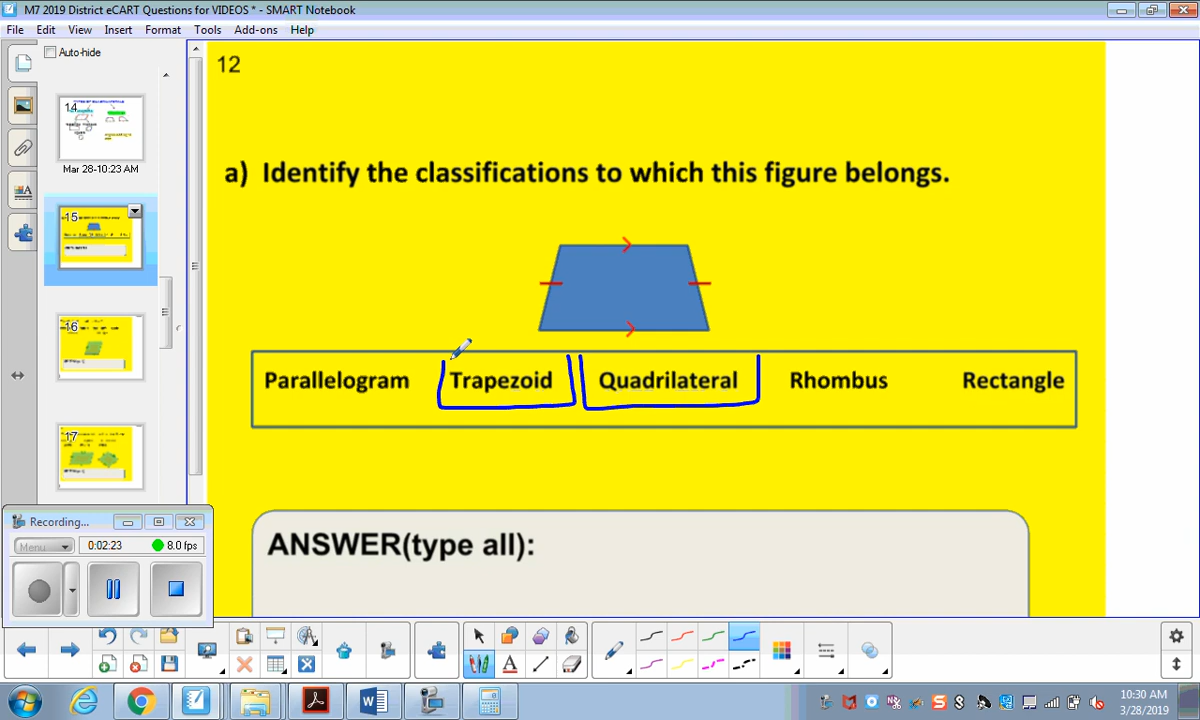 M7 2019 District eCART Questions for VIDEOS * - SMART Notebook
File Edit View Insert Format Tools Add-ons Help
Auto-hide
14
Mar 28-10:23 AM
15
16
17
12
a) Identify the classifications to which this figure belongs.
Parallelogram Trapezoid Quadrilateral Rhombus Rectangle
ANSWER(type all):
Recording...
Menu 0:02:23 8.0 fps
10:30 AM
3/28/2019